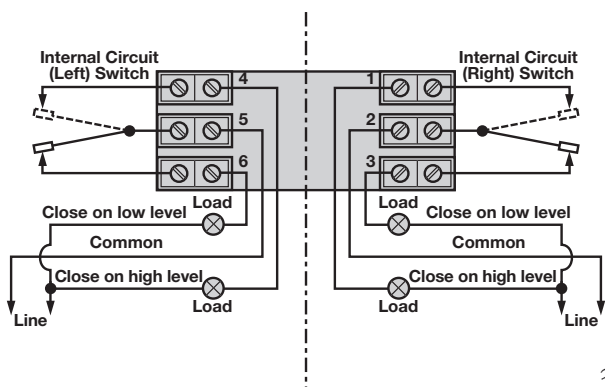 Internal Circuit
(Left) Switch
4
5
6
Load
Close on low level
Common
Close on high level
Load
Line
Internal Circuit
(Right) Switch
1
2
3
Load
Close on low level
Common
Close on high level
Load
Line